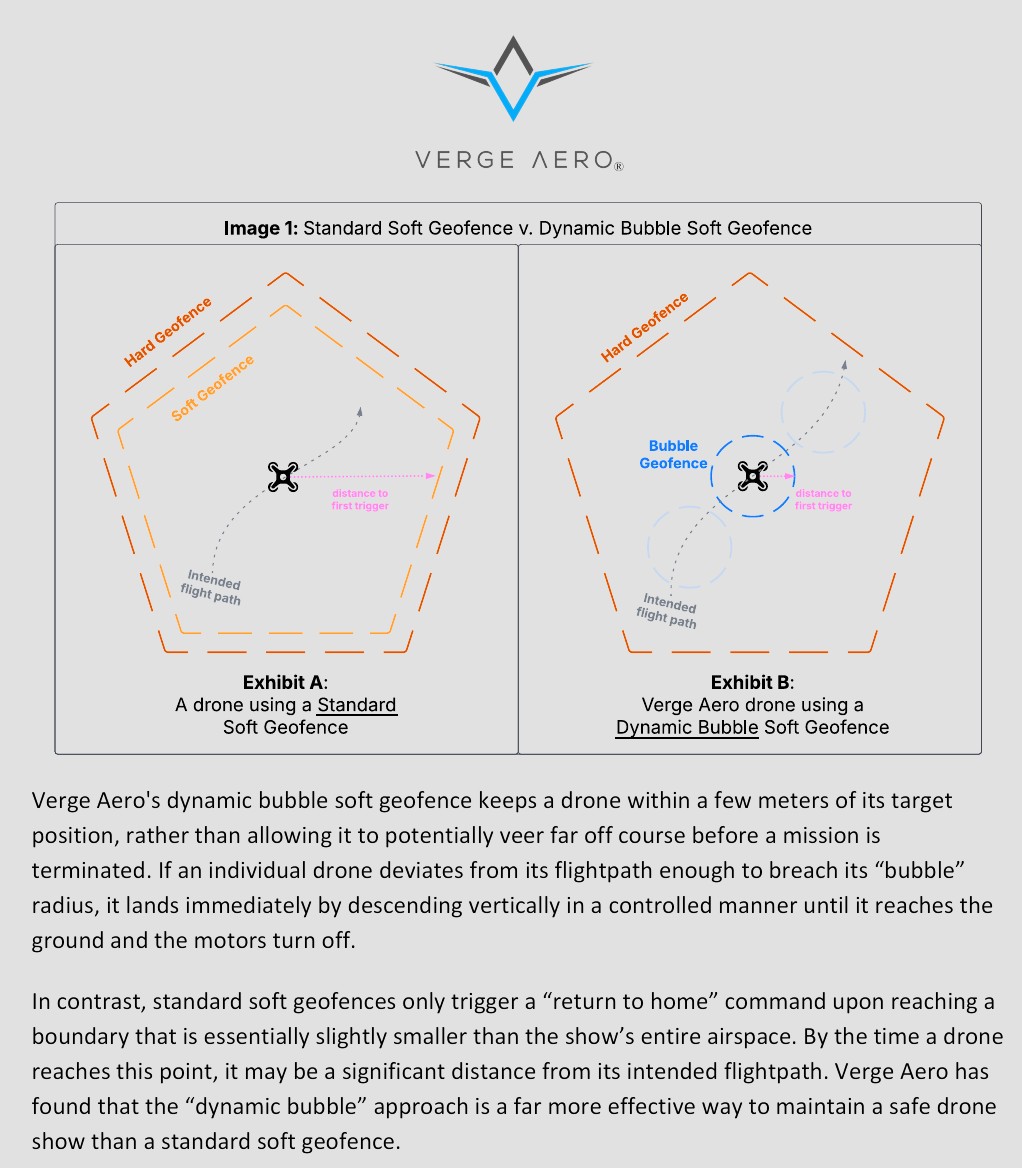 VERGE AERO®
Image 1: Standard Soft Geofence v. Dynamic Bubble Soft Geofence
Hard Geofence
Soft Geofence
distance to
first trigger
Intended
flight path
Exhibit A:
A drone using a Standard
Soft Geofence
Hard Geofence
Bubble
Geofence
distance to
first trigger
Intended
flight path
Exhibit B:
Verge Aero drone using a
Dynamic Bubble Soft Geofence
Verge Aero's dynamic bubble soft geofence keeps a drone within a few meters of its target
position, rather than allowing it to potentially veer far off course before a mission is
terminated. If an individual drone deviates from its flightpath enough to breach its “bubble”
radius, it lands immediately by descending vertically in a controlled manner until it reaches the
ground and the motors turn off.
In contrast, standard soft geofences only trigger a “return to home” command upon reaching a
boundary that is essentially slightly smaller than the show’s entire airspace. By the time a drone
reaches this point, it may be a significant distance from its intended flightpath. Verge Aero has
found that the “dynamic bubble” approach is a far more effective way to maintain a safe drone
show than a standard soft geofence.